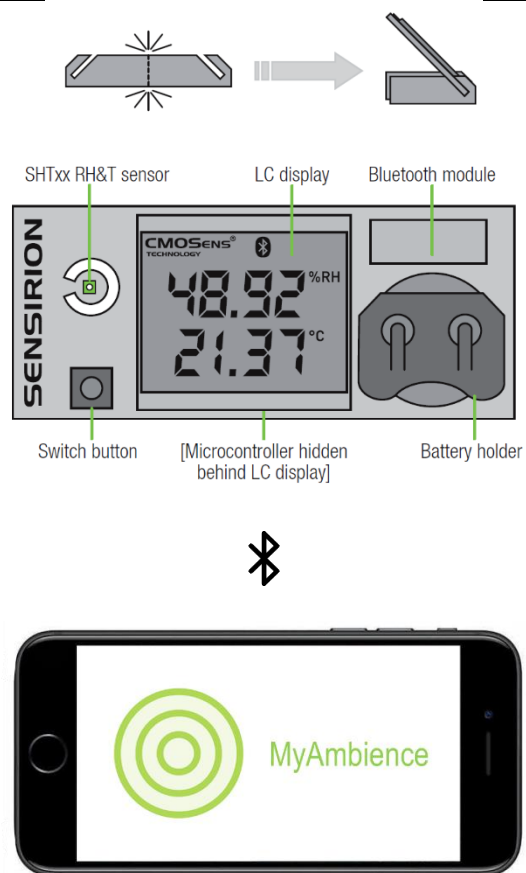 SHTxx RH&T sensor
LC display
Bluetooth module
SENSIRION
CMOSENS®
TECHNOLOGY
48.92 %RH
21.37 °C
Switch button
[Microcontroller hidden
behind LC display]
Battery holder
MyAmbience